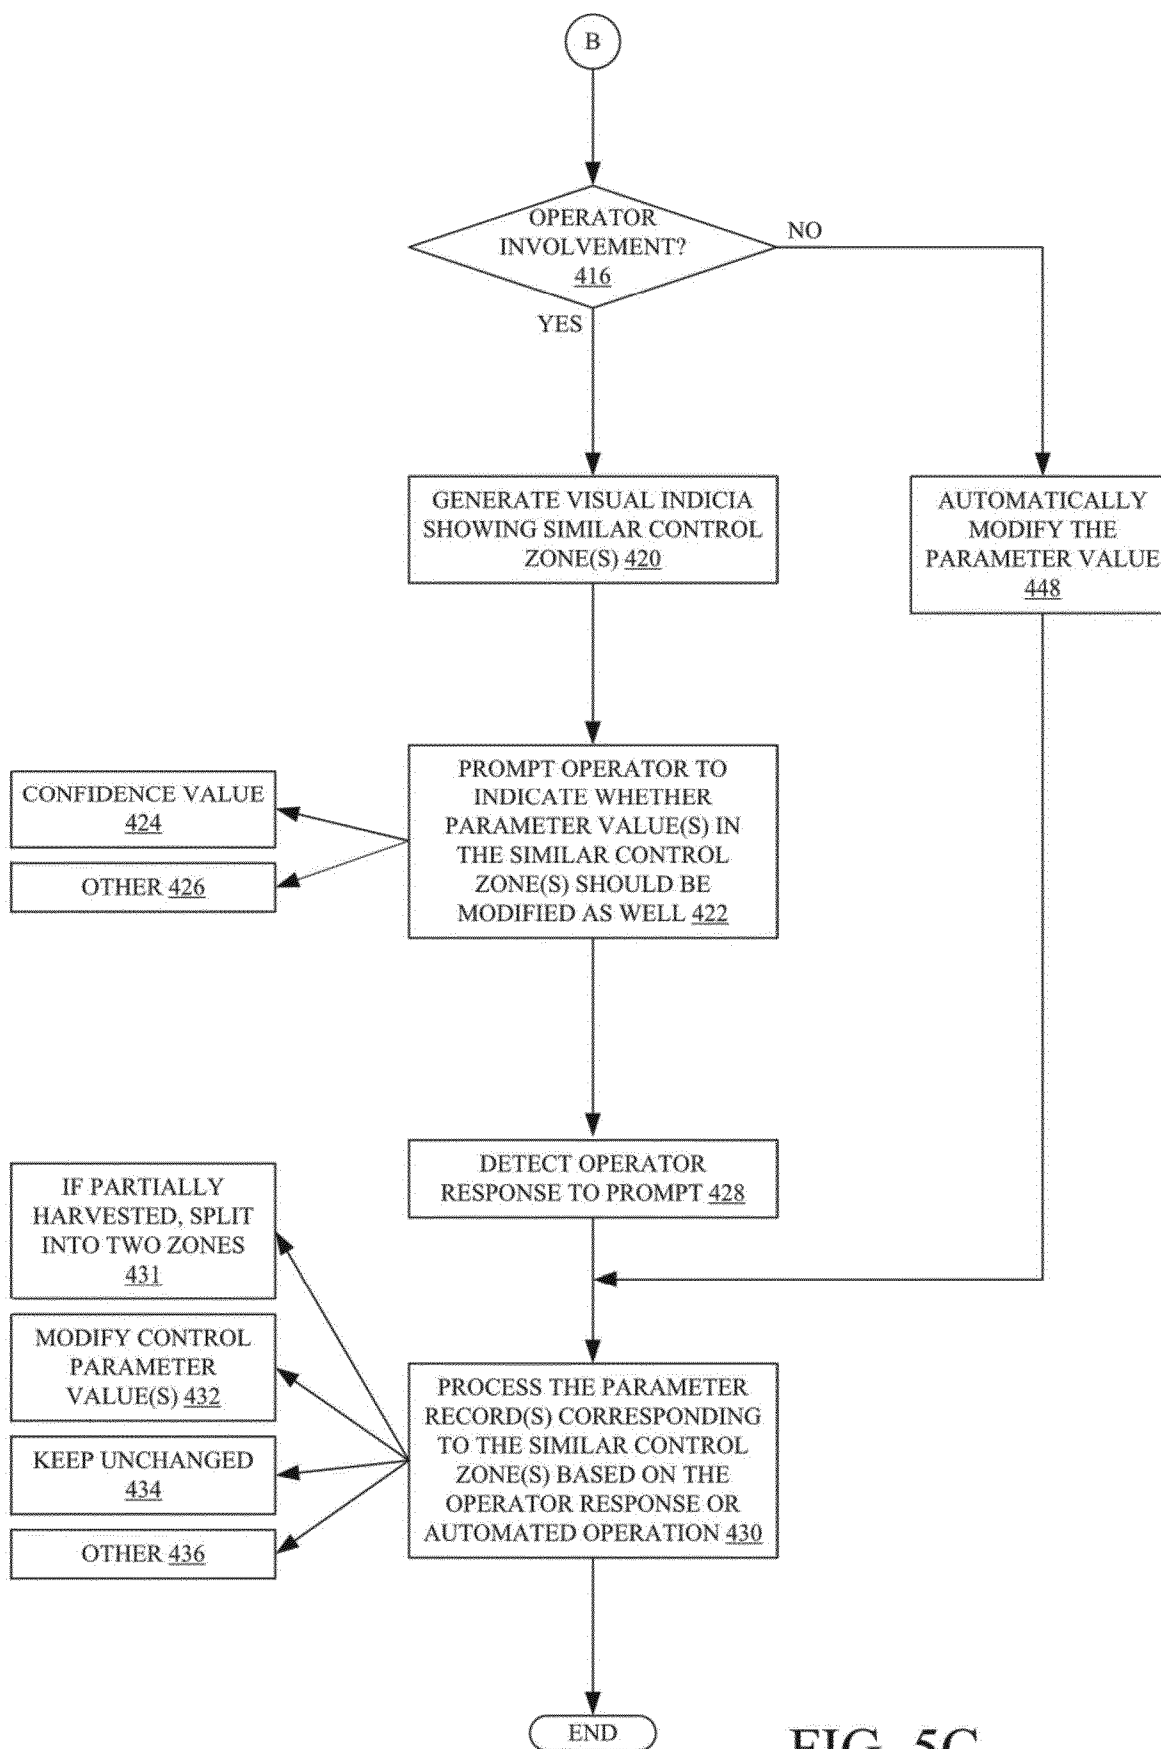 B
OPERATOR
INVOLVEMENT?
416
NO
YES
GENERATE VISUAL INDICIA
SHOWING SIMILAR CONTROL
ZONE(S) 420
AUTOMATICALLY
MODIFY THE
PARAMETER VALUE
448
PROMPT OPERATOR TO
INDICATE WHETHER
PARAMETER VALUE(S) IN
THE SIMILAR CONTROL
ZONE(S) SHOULD BE
MODIFIED AS WELL 422
CONFIDENCE VALUE
424
OTHER 426
DETECT OPERATOR
RESPONSE TO PROMPT 428
IF PARTIALLY
HARVESTED, SPLIT
INTO TWO ZONES
431
MODIFY CONTROL
PARAMETER
VALUE(S) 432
KEEP UNCHANGED
434
OTHER 436
PROCESS THE PARAMETER
RECORD(S) CORRESPONDING
TO THE SIMILAR CONTROL
ZONE(S) BASED ON THE
OPERATOR RESPONSE OR
AUTOMATED OPERATION 430
END
FIG. 5C